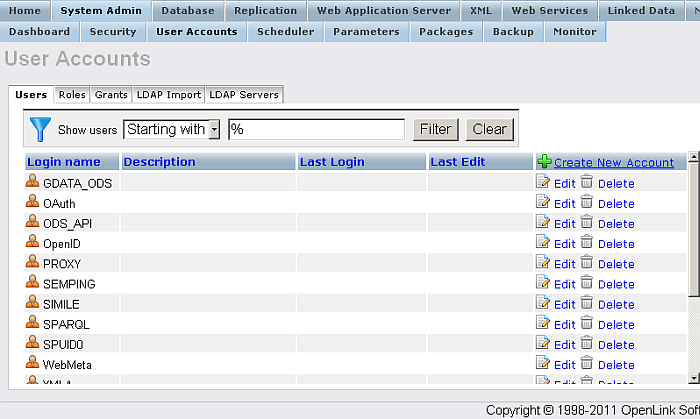 Home System Admin Database Replication Web Application Server XML Web Services Linked Data
Dashboard Security User Accounts Scheduler Parameters Packages Backup Monitor
User Accounts
Users Roles Grants LDAP Import LDAP Servers
Show users Starting with % Filter Clear
Login name Description Last Login Last Edit Create New Account
GDATA_ODS Edit Delete
OAuth Edit Delete
ODS_API Edit Delete
OpenID Edit Delete
PROXY Edit Delete
SEMPING Edit Delete
SIMILE Edit Delete
SPARQL Edit Delete
SPUID0 Edit Delete
WebMeta Edit Delete
XMLA Edit Delete
Copyright © 1998-2011 OpenLink Soft